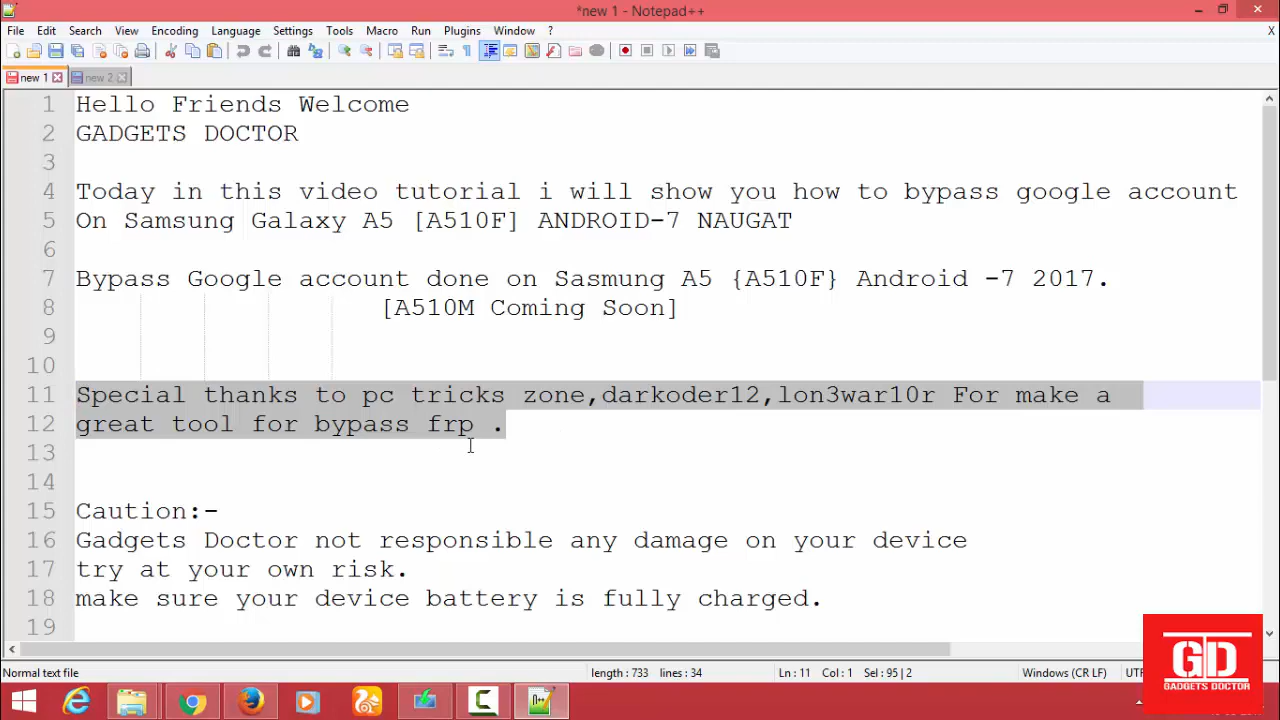 *new 1 - Notepad++
File Edit Search View Encoding Language Settings Tools Macro Run Plugins Window ? X
new 1 new 2
1 Hello Friends Welcome
2 GADGETS DOCTOR
3
4 Today in this video tutorial i will show you how to bypass google account
5 On Samsung Galaxy A5 [A510F] ANDROID-7 NAUGAT
6
7 Bypass Google account done on Sasmung A5 {A510F} Android -7 2017.
8 [A510M Coming Soon]
9
10
11 Special thanks to pc tricks zone,darkoder12,lon3war10r For make a
12 great tool for bypass frp .
13
14
15 Caution:-
16 Gadgets Doctor not responsible any damage on your device
17 try at your own risk.
18 make sure your device battery is fully charged.
19
GD
GADGETS DOCTOR
Normal text file length : 733 lines : 34 Ln : 11 Col : 1 Sel : 95 | 2 Windows (CR LF)